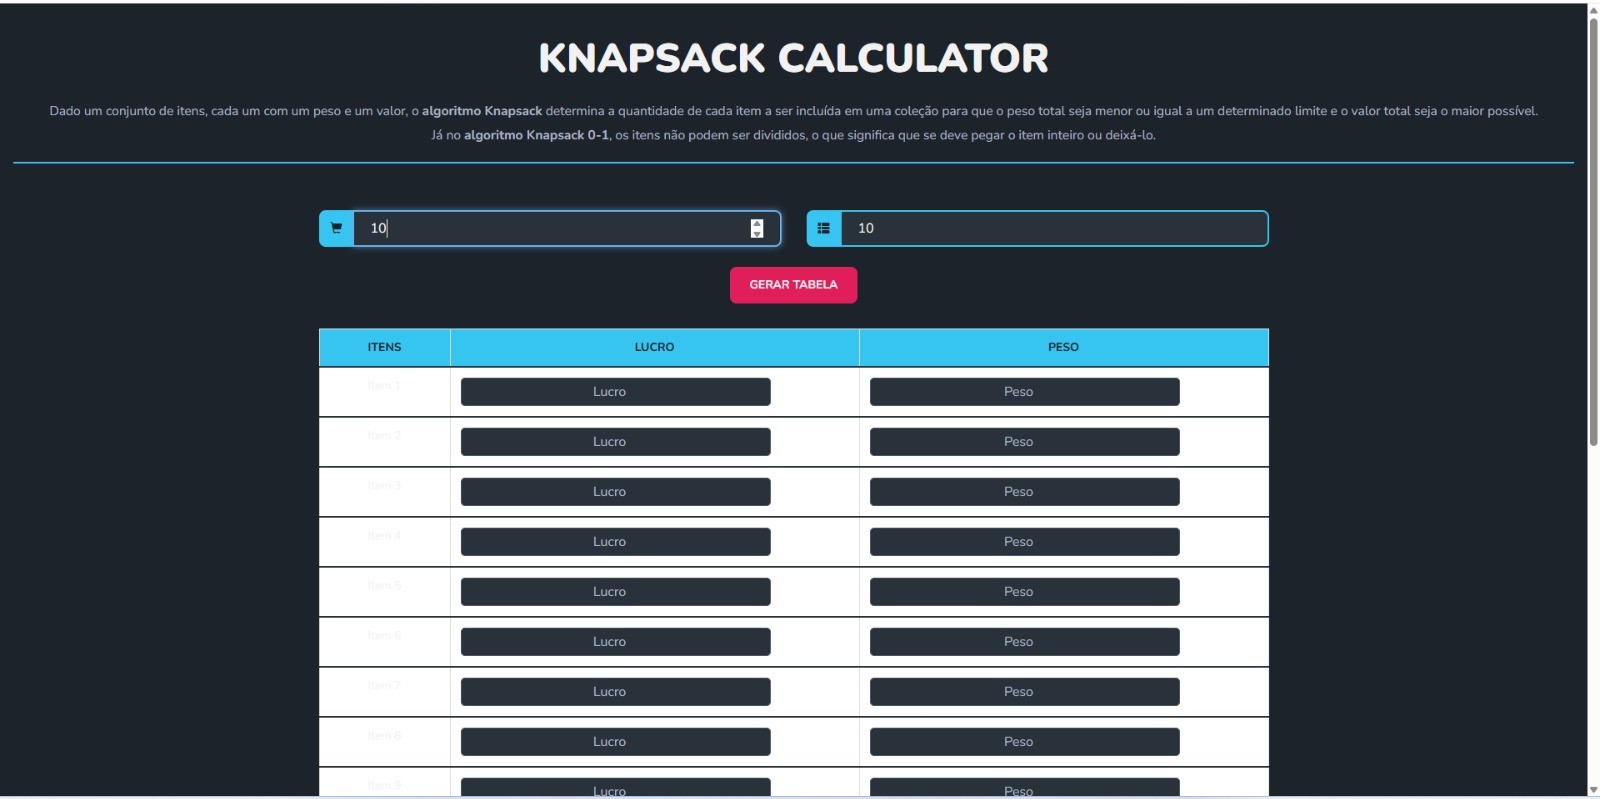 KNAPSACK CALCULATOR
Dado um conjunto de itens, cada um com um peso e um valor, o algoritmo Knapsack determina a quantidade de cada item a ser incluída em uma coleção para que o peso total seja menor ou igual a um determinado limite e o valor total seja o maior possível.
Já no algoritmo Knapsack 0-1, os itens não podem ser divididos, o que significa que se deve pegar o item inteiro ou deixá-lo.
10 10
GERAR TABELA
ITENS LUCRO PESO
Item 1 Lucro Peso
Item 2 Lucro Peso
Item 3 Lucro Peso
Item 4 Lucro Peso
Item 5 Lucro Peso
Item 6 Lucro Peso
Item 7 Lucro Peso
Item 8 Lucro Peso
Item 9 Lucro Peso